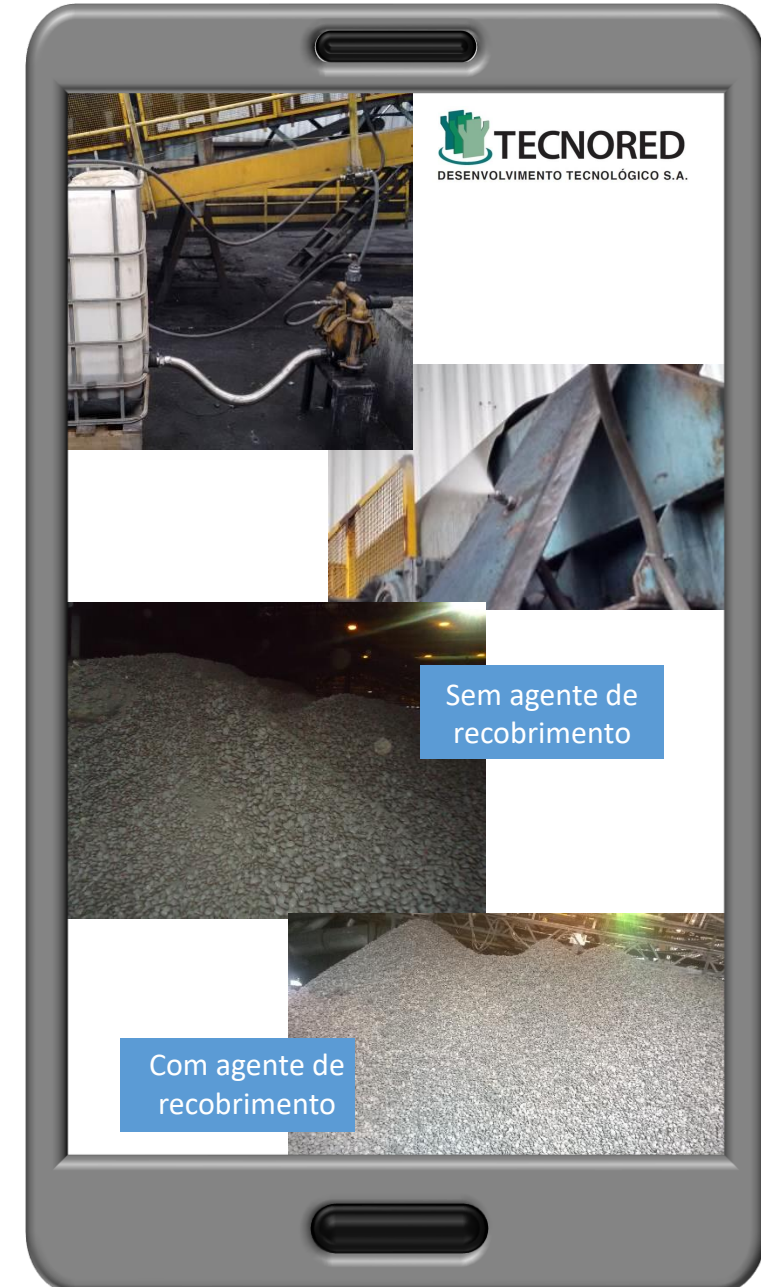 TECNORED
DESENVOLVIMENTO TECNOLÓGICO S.A.
Sem agente de
recobrimento
Com agente de
recobrimento